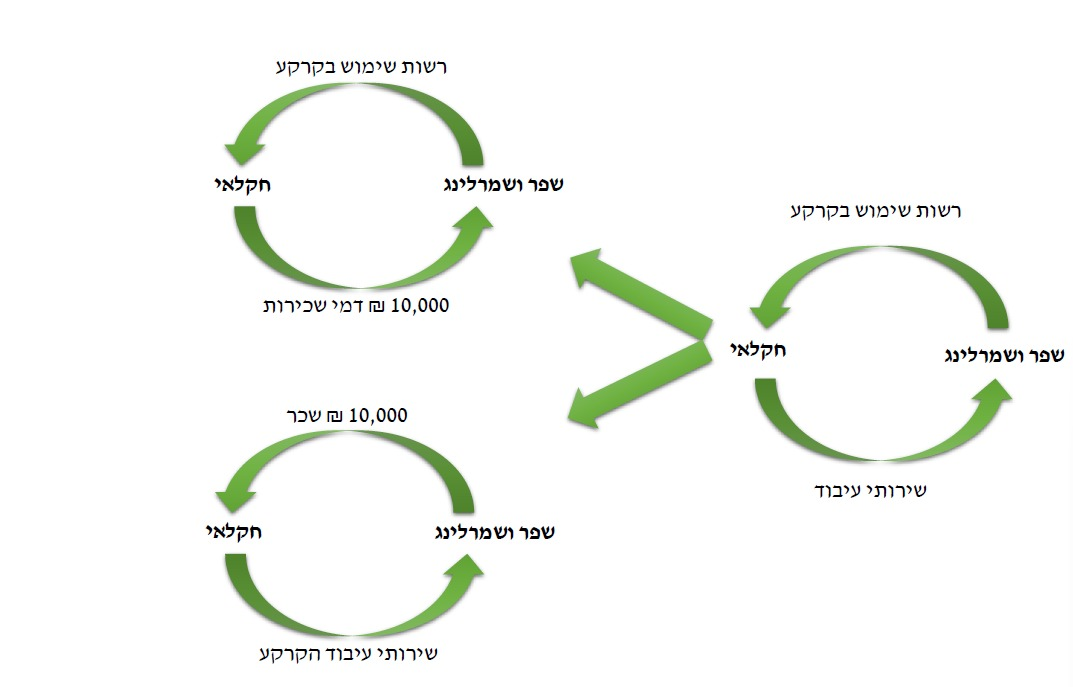 רשות שימוש בקרקע
שפר ושמרלינג
חקלאי
שירותי עיבוד
רשות שימוש בקרקע
שפר ושמרלינג
חקלאי
10,000 ₪ דמי שכירות
10,000 ₪ שכר
שפר ושמרלינג
חקלאי
שירותי עיבוד הקרקע